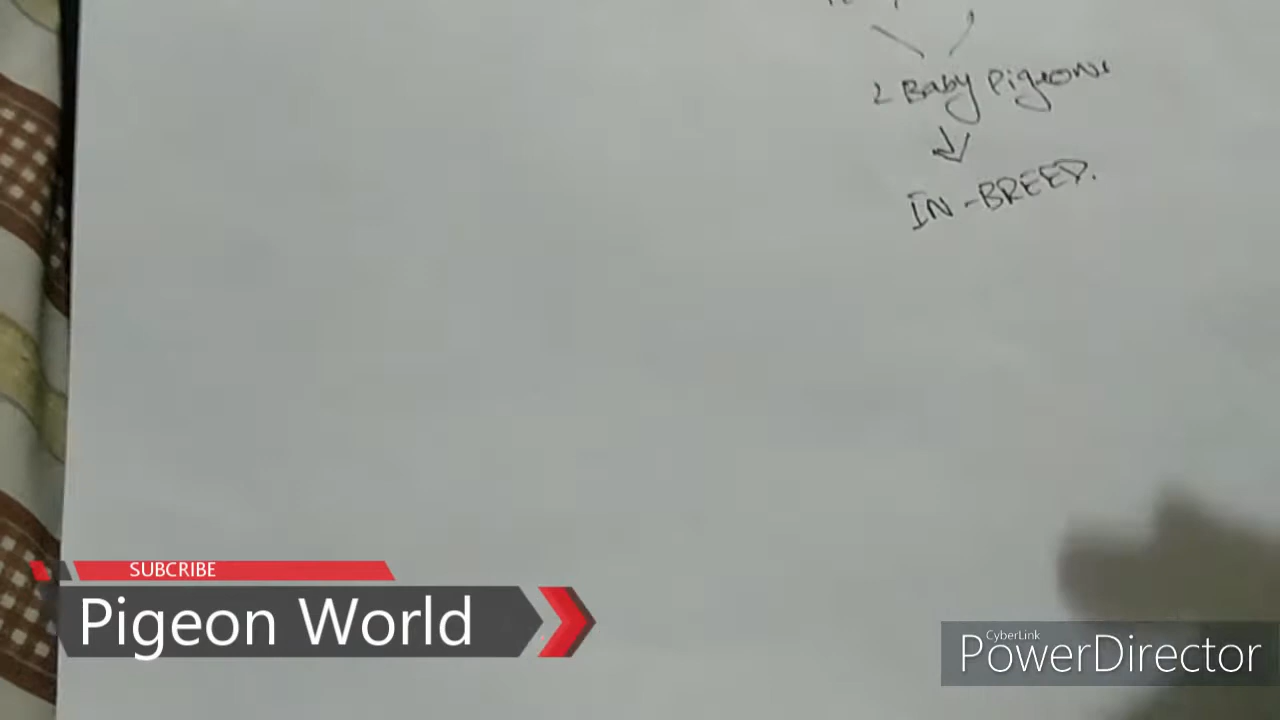 2 Baby Pigeons
IN-BREED.
SUBCRIBE
Pigeon World
CyberLink
PowerDirector